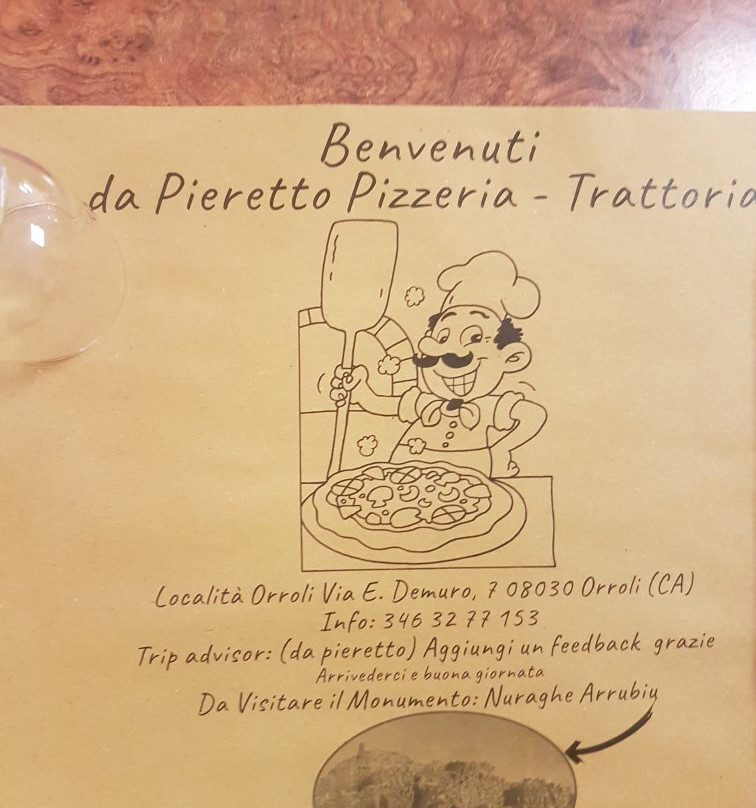 Benvenuti
da Pieretto Pizzeria - Trattoria
Località Orroli Via E. Demuro, 7 08030 Orroli (CA)
Info: 346 32 77 153
Trip advisor: (da pieretto) Aggiungi un feedback grazie
Arrivederci e buona giornata
Da Visitare il Monumento: Nuraghe Arrubiu